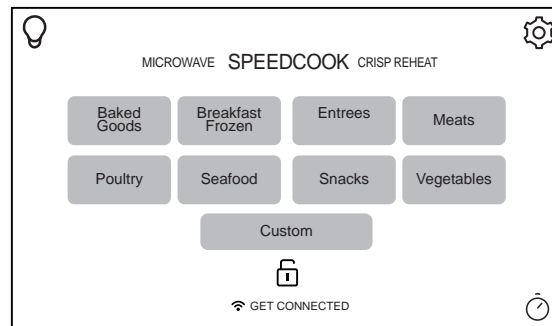 MICROWAVE SPEEDCOOK CRISP REHEAT
Baked
Goods
Breakfast
Frozen
Entrees
Meats
Poultry
Seafood
Snacks
Vegetables
Custom
GET CONNECTED